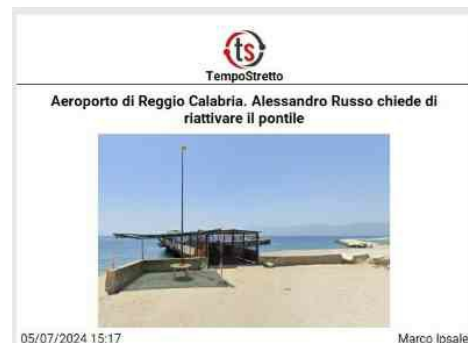 ts
TempoStretto
Aeroporto di Reggio Calabria. Alessandro Russo chiede di
riattivare il pontile
05/07/2024 15:17
Marco Ipsale